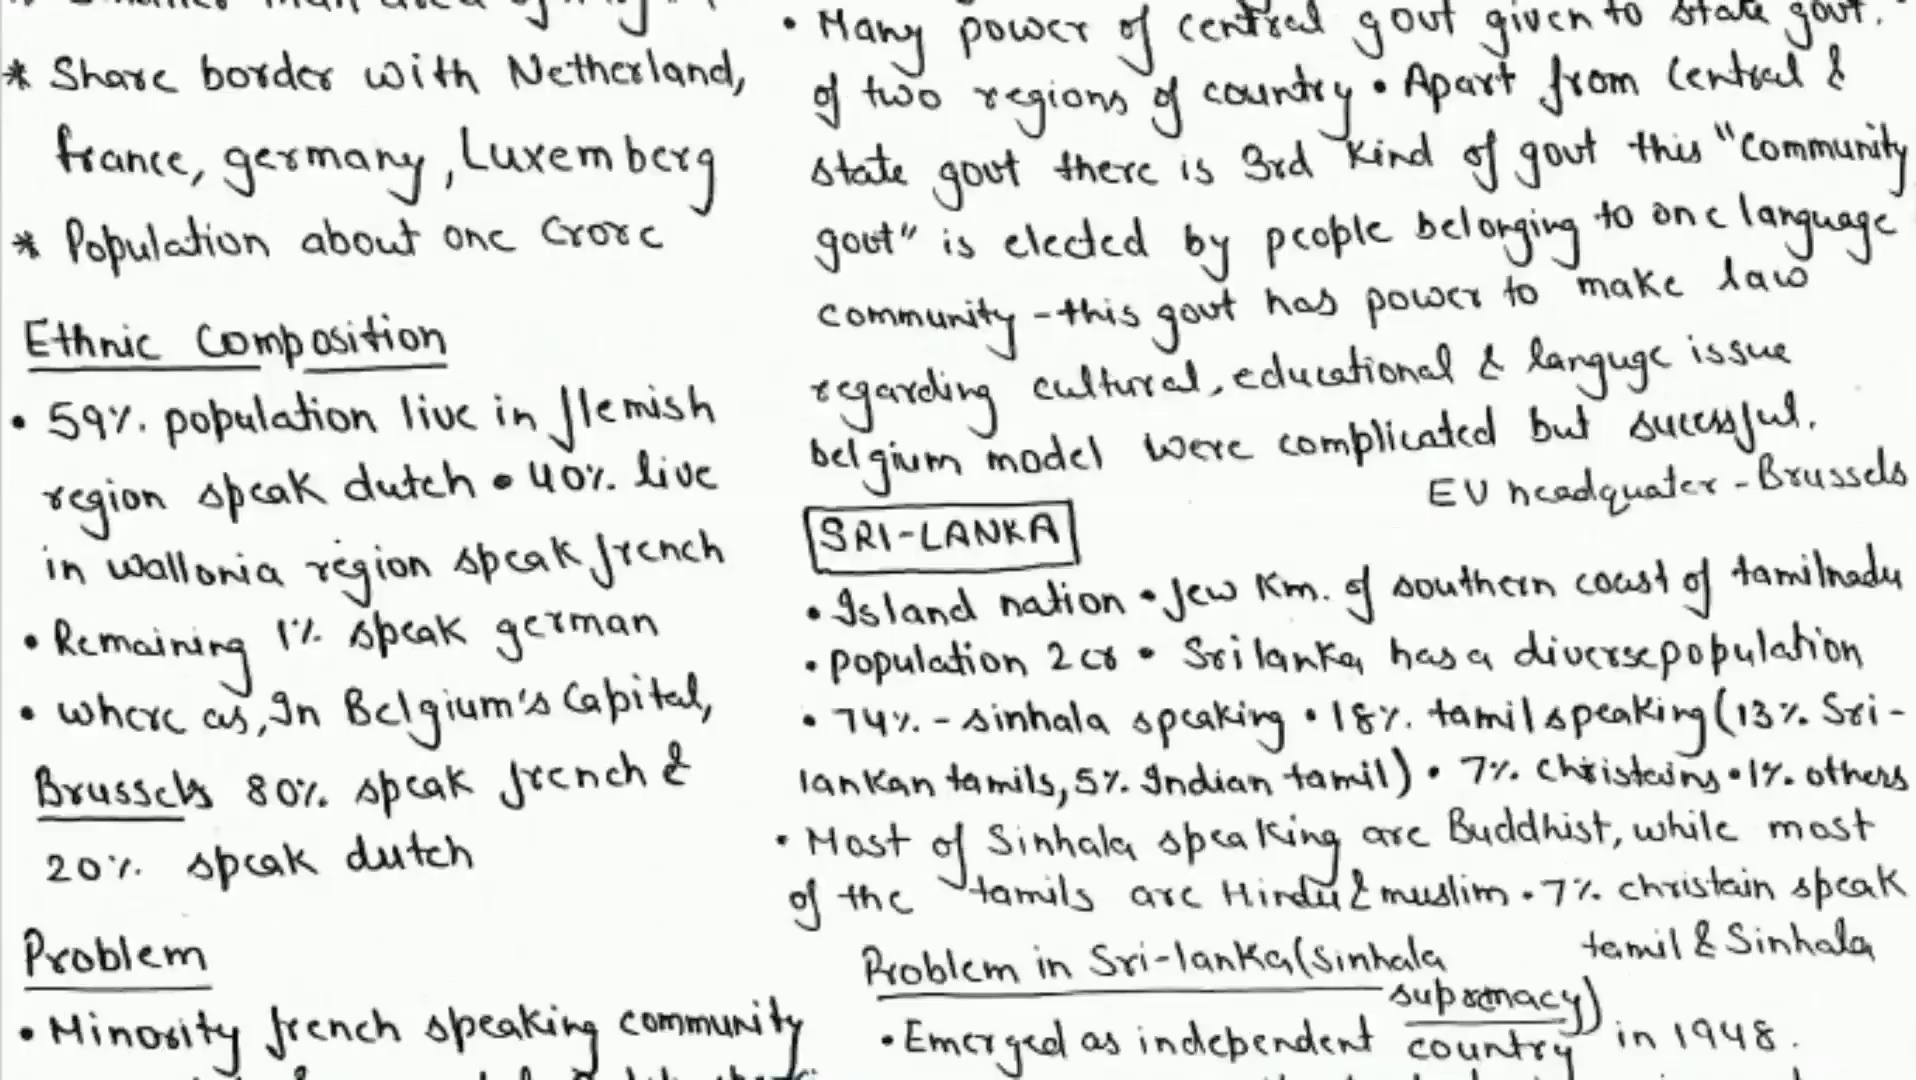 * Share border with Netherland,
france, germany, Luxemberg
* Population about one Crore
Ethnic Composition
• 59%. population live in flemish
region speak dutch • 40%. live
in wallonia region speak french
• Remaining 1%. speak german
• where as, In Belgium's Capital,
Brussels 80%. speak french &
20%. speak dutch
Problem
• Minority french speaking community
• Many power of central govt given to state govt.
of two regions of country • Apart from Central &
state govt there is 3rd kind of govt this "Community
govt" is elected by people belonging to one language
community - this govt has power to make law
regarding cultural, educational & languge issue
belgium model were complicated but sucessful.
EU headquater - Brussels
SRI-LANKA
• Island nation • few Km. of southern coast of tamilnadu
• population 2 cr • Srilanka has a diverse population
• 74%. - sinhala speaking • 18%. tamil speaking (13%. Sri-
lankan tamils, 5%. Indian tamil) • 7%. Christains • 1%. others
• Most of Sinhala speaking are Buddhist, while most
of the tamils are Hindu & muslim • 7%. christain speak
tamil & Sinhala
Problem in Sri-lanka (Sinhala
supremacy)
• Emerged as independent country in 1948.